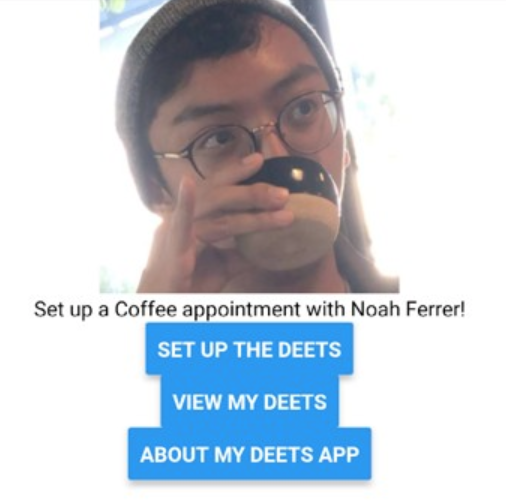 Set up a Coffee appointment with Noah Ferrer!
SET UP THE DEETS
VIEW MY DEETS
ABOUT MY DEETS APP